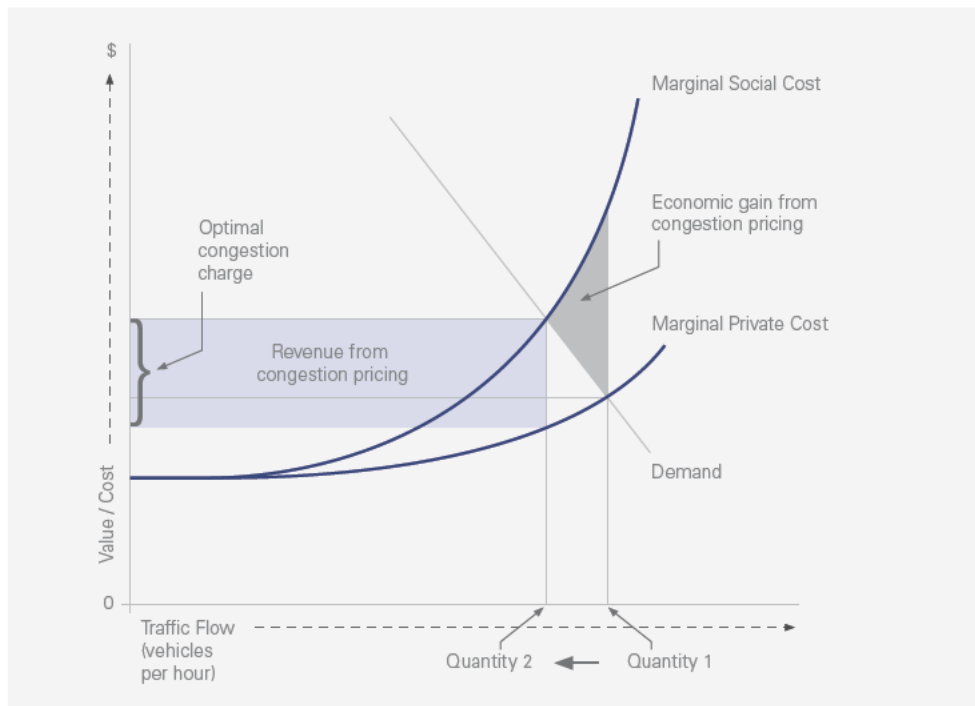 $
Marginal Social Cost
Economic gain from
congestion pricing
Optimal
congestion
charge
Marginal Private Cost
Revenue from
congestion pricing
Demand
Value / Cost
0
Traffic Flow
(vehicles
per hour)
Quantity 2
Quantity 1